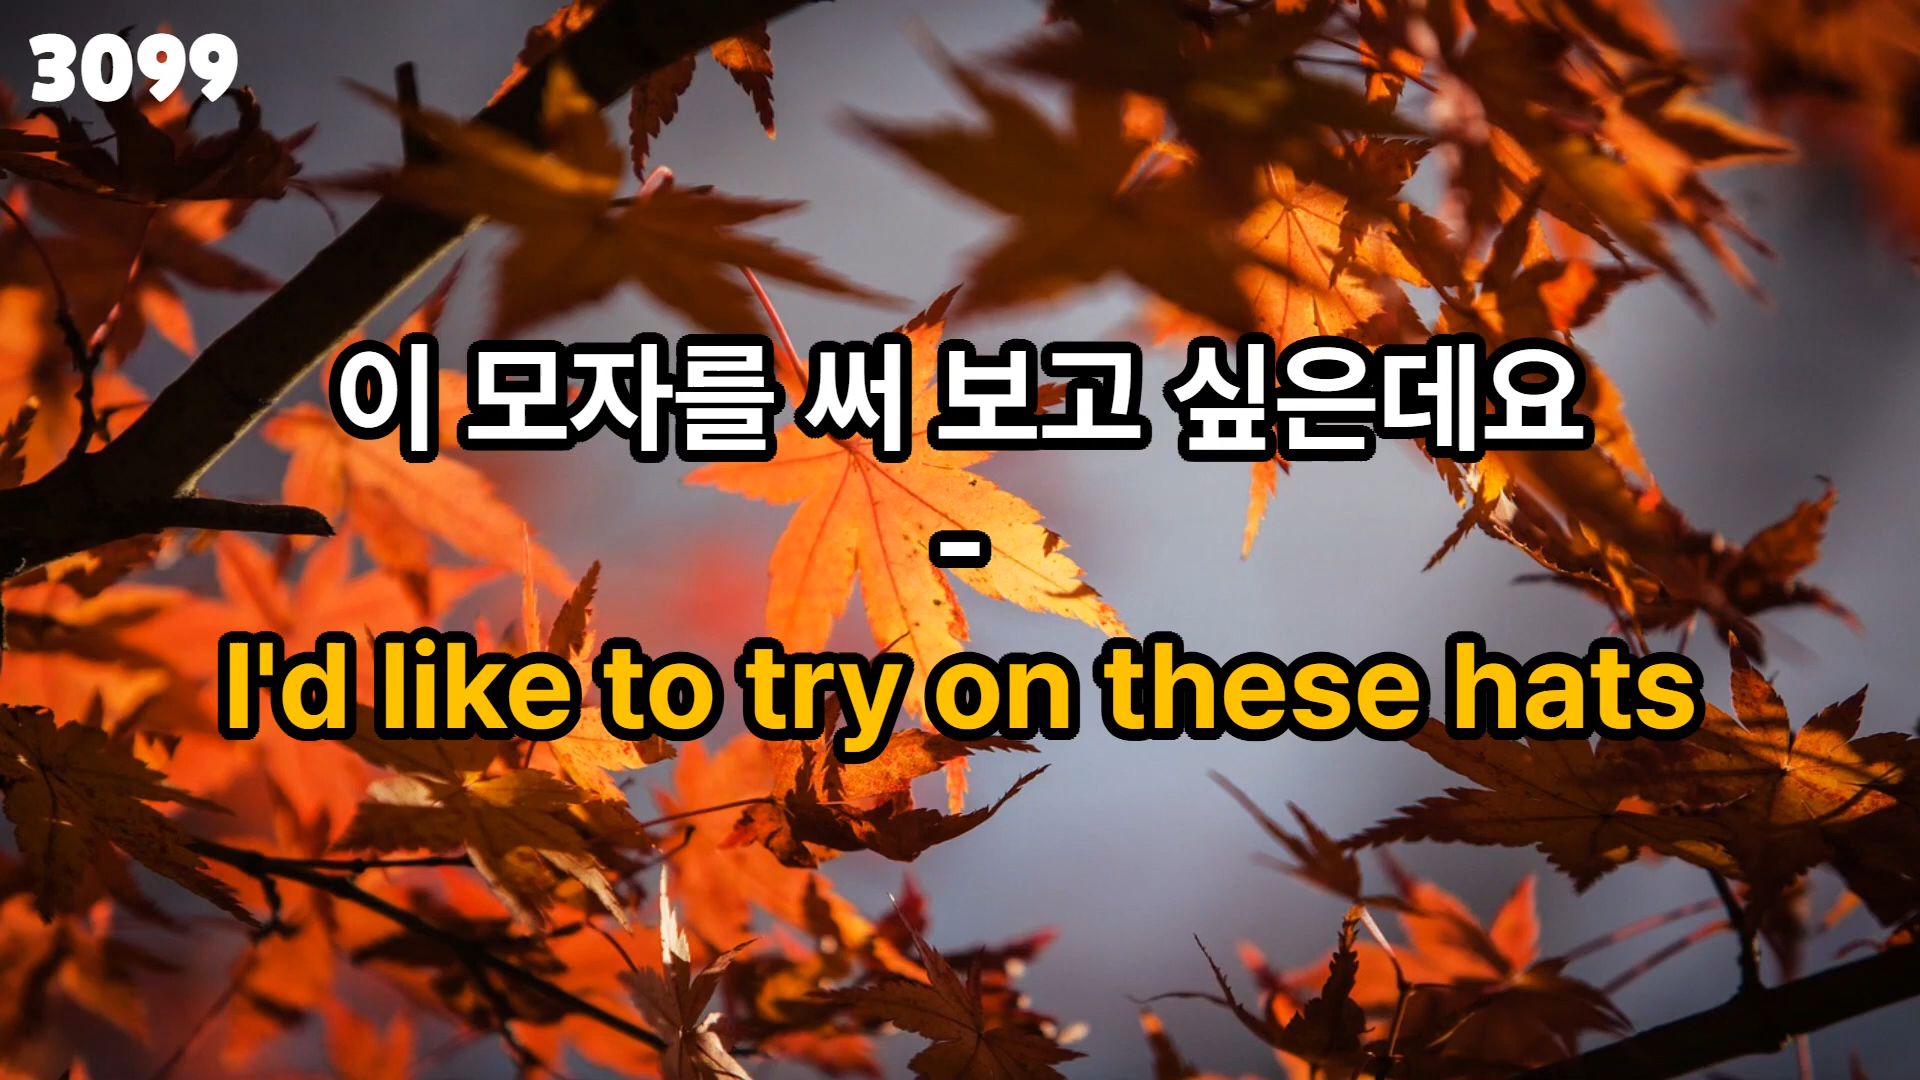 3099
이 모자를 써 보고 싶은데요
-
I'd like to try on these hats